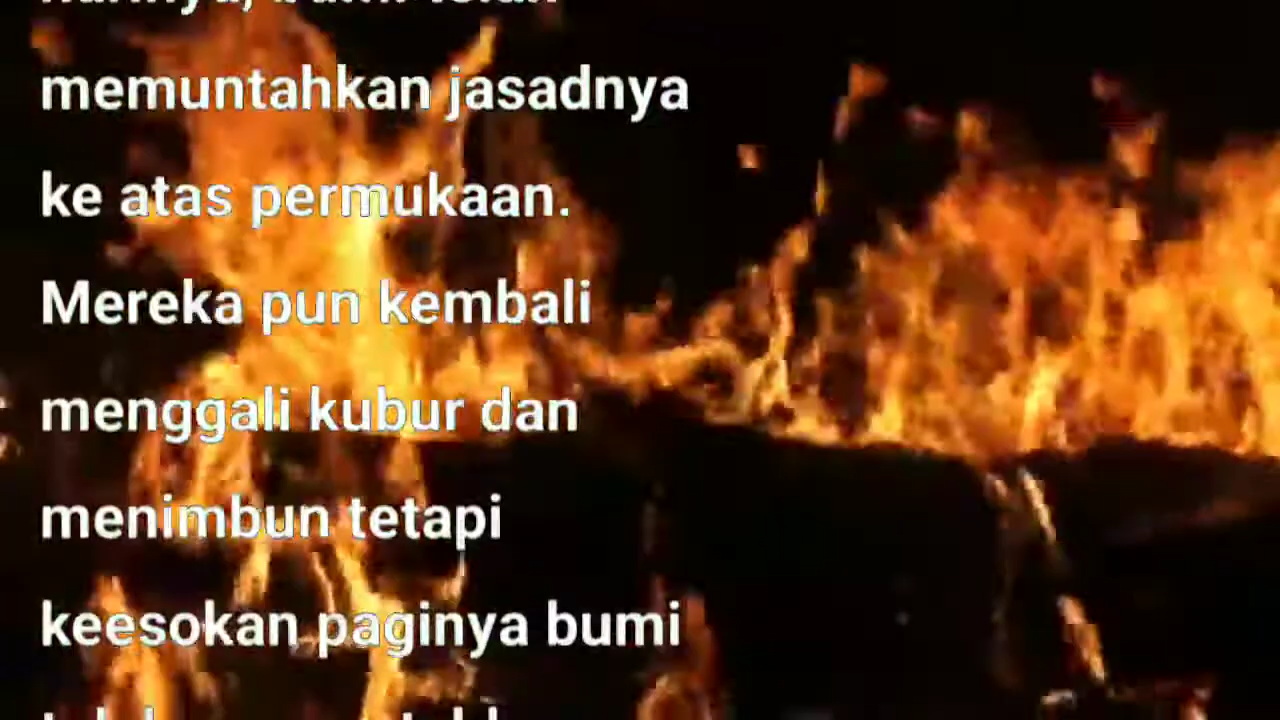 memuntahkan jasadnya
ke atas permukaan.
Mereka pun kembali
menggali kubur dan
menimbun tetapi
keesokan paginya bumi